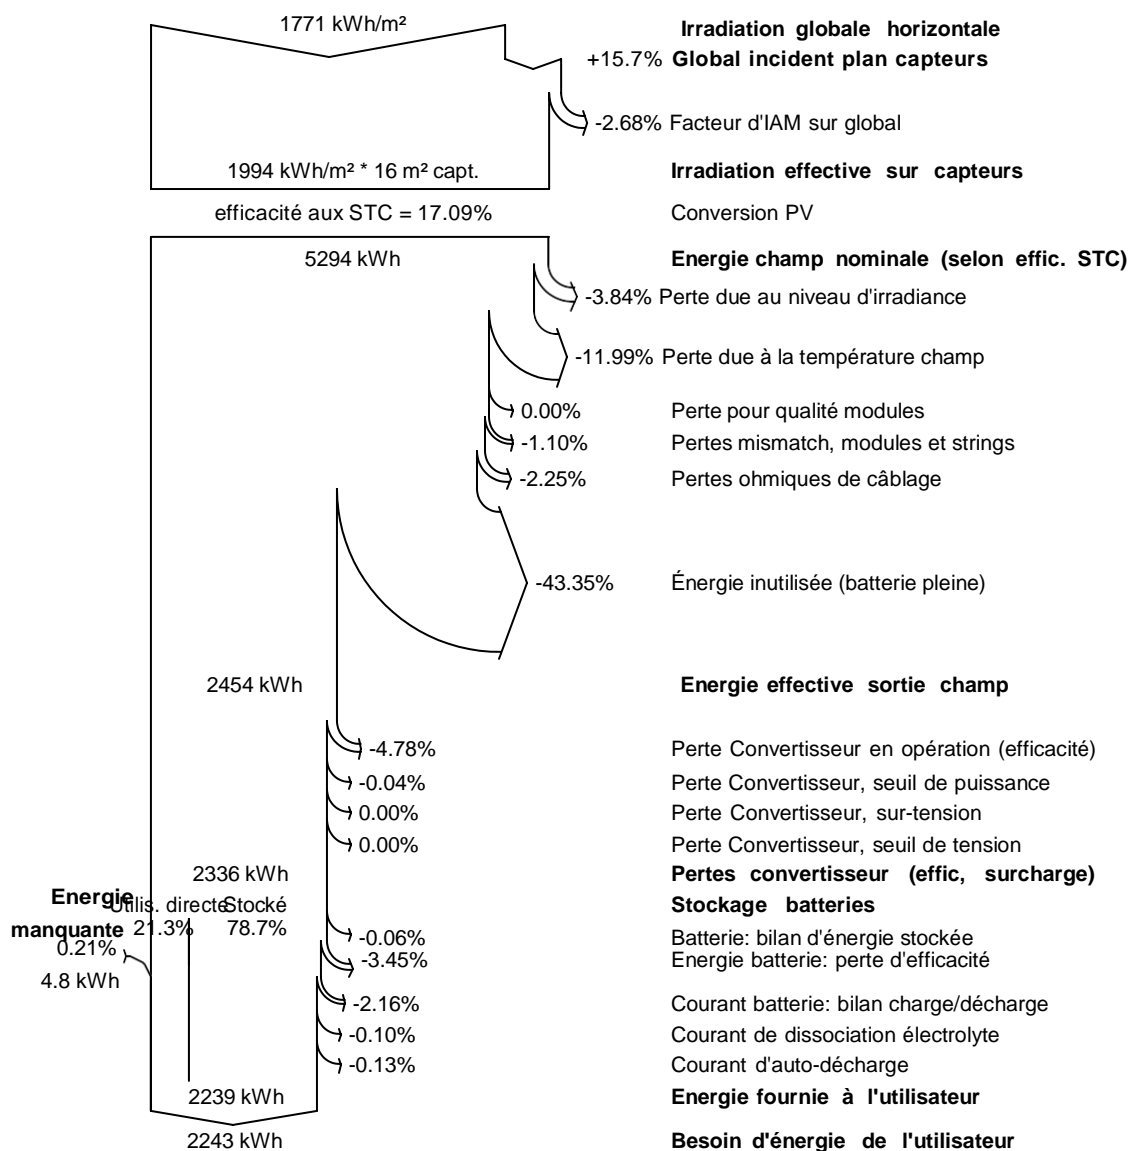 1771 kWh/m² Irradiation globale horizontale
+15.7% Global incident plan capteurs
-2.68% Facteur d'IAM sur global
1994 kWh/m² * 16 m² capt. Irradiation effective sur capteurs
efficacité aux STC = 17.09% Conversion PV
5294 kWh Energie champ nominale (selon effic. STC)
-3.84% Perte due au niveau d'irradiance
-11.99% Perte due à la température champ
0.00% Perte pour qualité modules
-1.10% Pertes mismatch, modules et strings
-2.25% Pertes ohmiques de câblage
-43.35% Énergie inutilisée (batterie pleine)
2454 kWh Energie effective sortie champ
-4.78% Perte Convertisseur en opération (efficacité)
-0.04% Perte Convertisseur, seuil de puissance
0.00% Perte Convertisseur, sur-tension
0.00% Perte Convertisseur, seuil de tension
2336 kWh Pertes convertisseur (effic, surcharge)
Energie Utilis. directe Stocké Stockage batteries
manquante 21.3% 78.7%
-0.06% Batterie: bilan d'énergie stockée
0.21% -3.45% Energie batterie: perte d'efficacité
4.8 kWh
-2.16% Courant batterie: bilan charge/décharge
-0.10% Courant de dissociation électrolyte
-0.13% Courant d'auto-décharge
2239 kWh Energie fournie à l'utilisateur
2243 kWh Besoin d'énergie de l'utilisateur